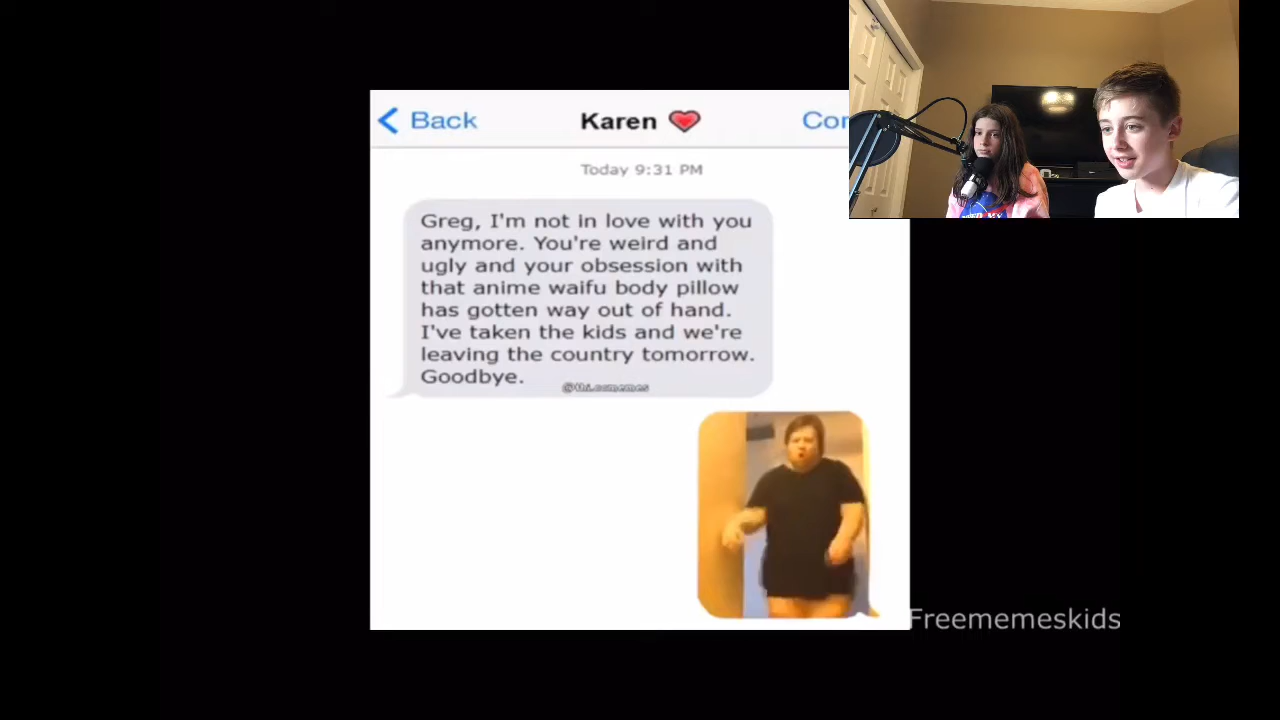 Back
Karen
Cor
Today 9:31 PM
Greg, I'm not in love with you
anymore. You're weird and
ugly and your obsession with
that anime waifu body pillow
has gotten way out of hand.
I've taken the kids and we're
leaving the country tomorrow.
Goodbye.
Freememeskids